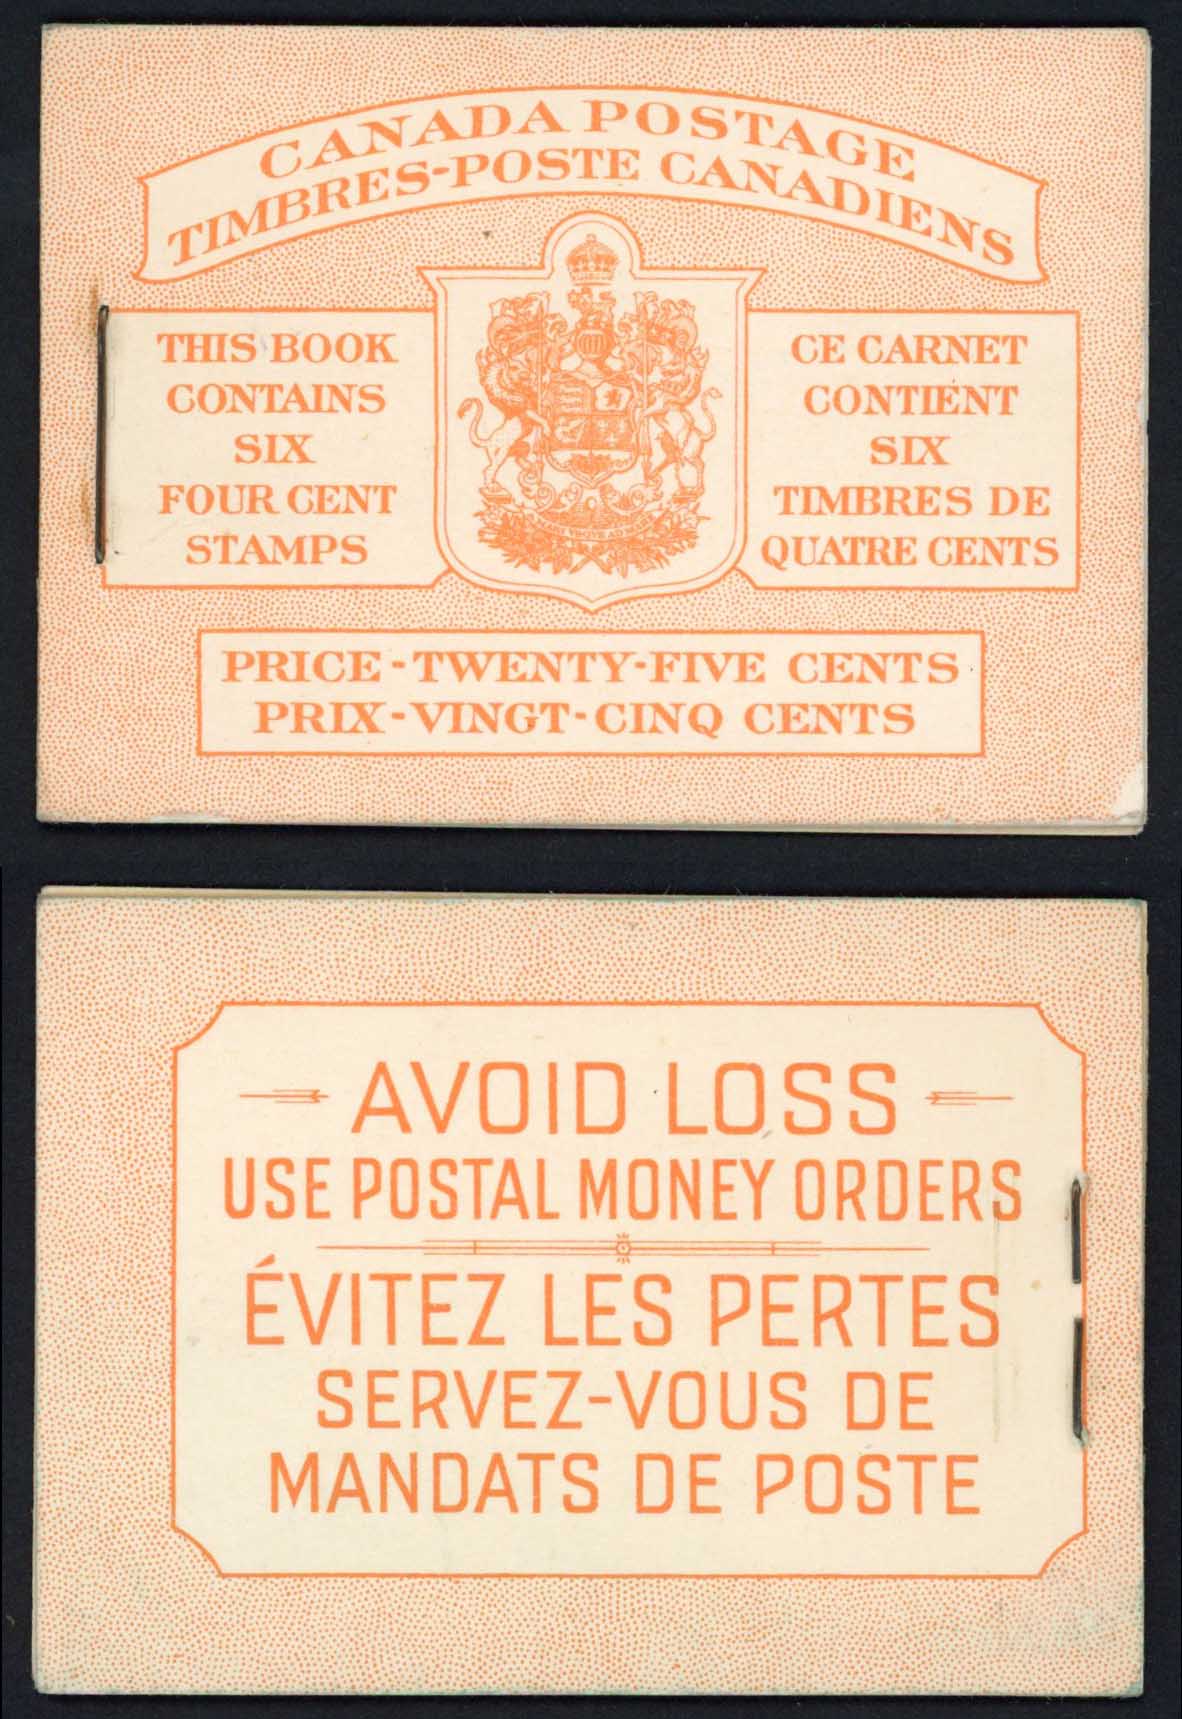 CANADA POSTAGE
TIMBRES-POSTE CANADIENS
THIS BOOK
CONTAINS
SIX
FOUR CENT
STAMPS
CE CARNET
CONTIENT
SIX
TIMBRES DE
QUATRE CENTS
PRICE - TWENTY-FIVE CENTS
PRIX - VINGT - CINQ CENTS
AVOID LOSS
USE POSTAL MONEY ORDERS
ÉVITEZ LES PERTES
SERVEZ-VOUS DE
MANDATS DE POSTE